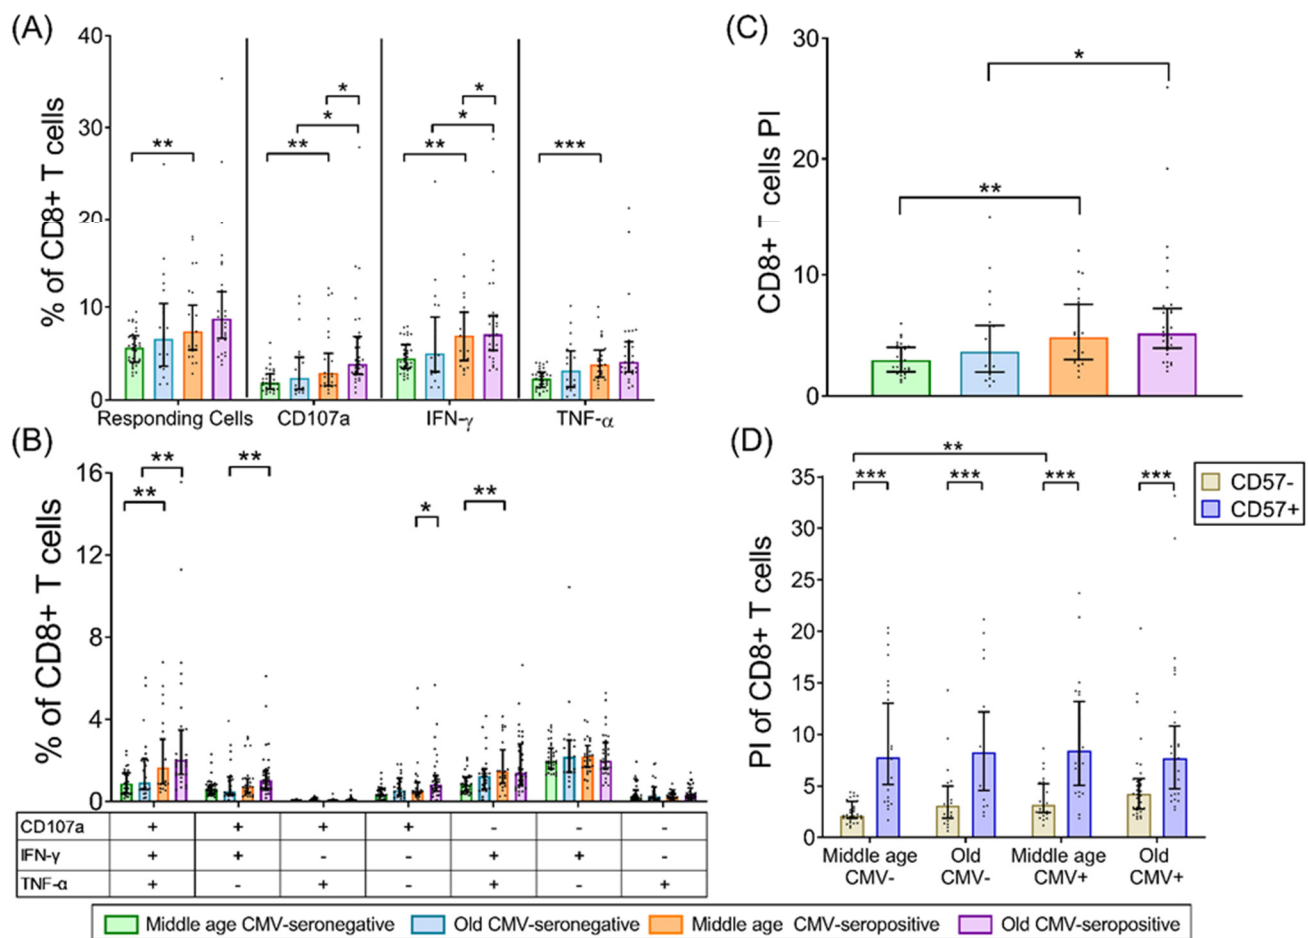 (A)
% of CD8+ T cells
40
30
20
10
0
** ** * * ** * * ***
Responding Cells CD107a IFN-γ TNF-α
(C)
CD8+ T cells PI
30
20
10
0
** *
(B)
% of CD8+ T cells
16
12
8
4
0
** ** ** * **
CD107a + + + + - - -
IFN-γ + + - - + + -
TNF-α + - + - + - +
(D)
PI of CD8+ T cells
35
30
25
20
15
10
5
0
**
*** *** *** ***
CD57-
CD57+
Middle age Old Middle age Old
CMV- CMV- CMV+ CMV+
Middle age CMV-seronegative Old CMV-seronegative Middle age CMV-seropositive Old CMV-seropositive